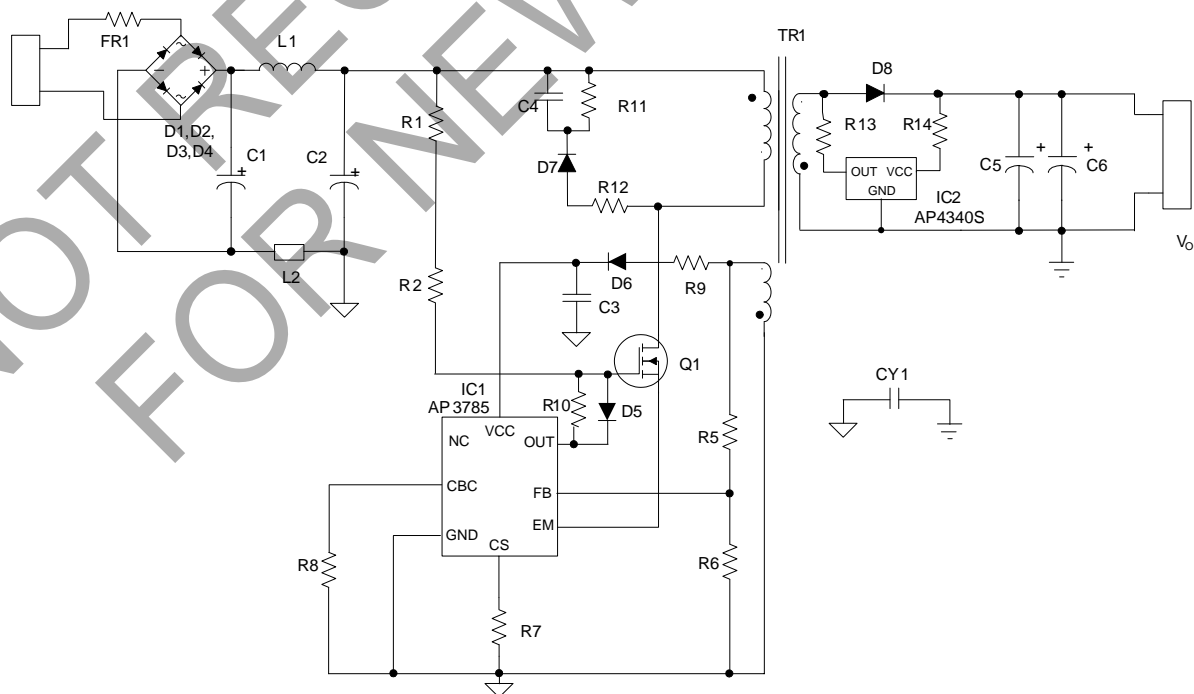 NOT REC
FOR NEW
FR1
L1
TR1
D8
C4
R11
R1
R13
R14
D1,D2,
D3,D4
C1
C2
D7
R12
OUT
VCC
GND
IC2
AP4340S
C5
C6
VO
L2
R2
D6
R9
C3
Q1
CY1
IC1
AP3785
R10
D5
NC
VCC
OUT
R5
CBC
FB
GND
EM
CS
R8
R6
R7
+
+
+
+
+
-
~
~